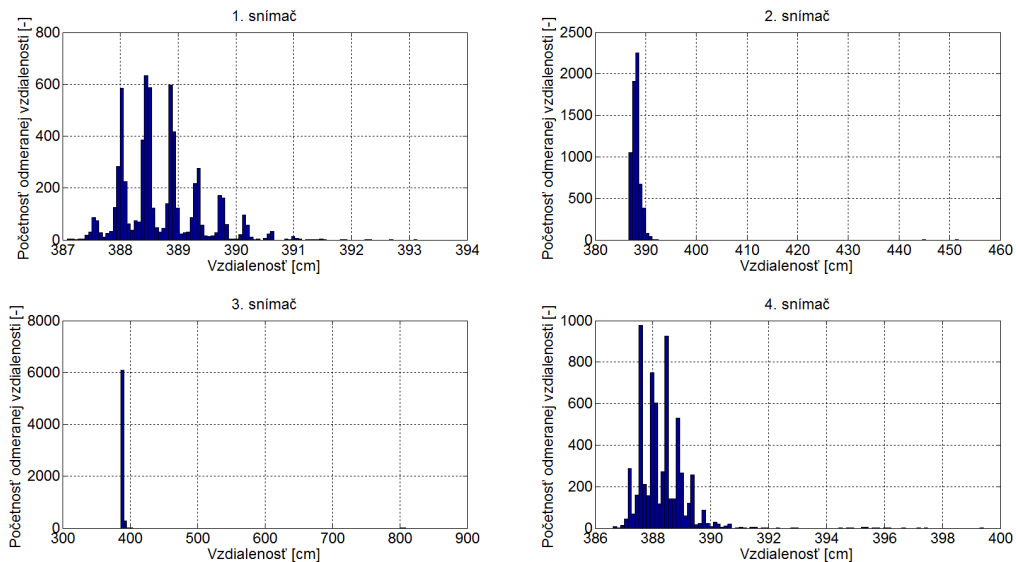 1. snímač
Početnosť odmeranej vzdialenosti [-]
800
600
400
200
0
387 388 389 390 391 392 393 394
Vzdialenosť [cm]
2. snímač
Početnosť odmeranej vzdialenosti [-]
2500
2000
1500
1000
500
0
380 390 400 410 420 430 440 450 460
Vzdialenosť [cm]
3. snímač
Početnosť odmeranej vzdialenosti [-]
8000
6000
4000
2000
0
300 400 500 600 700 800 900
Vzdialenosť [cm]
4. snímač
Početnosť odmeranej vzdialenosti [-]
1000
800
600
400
200
0
386 388 390 392 394 396 398 400
Vzdialenosť [cm]